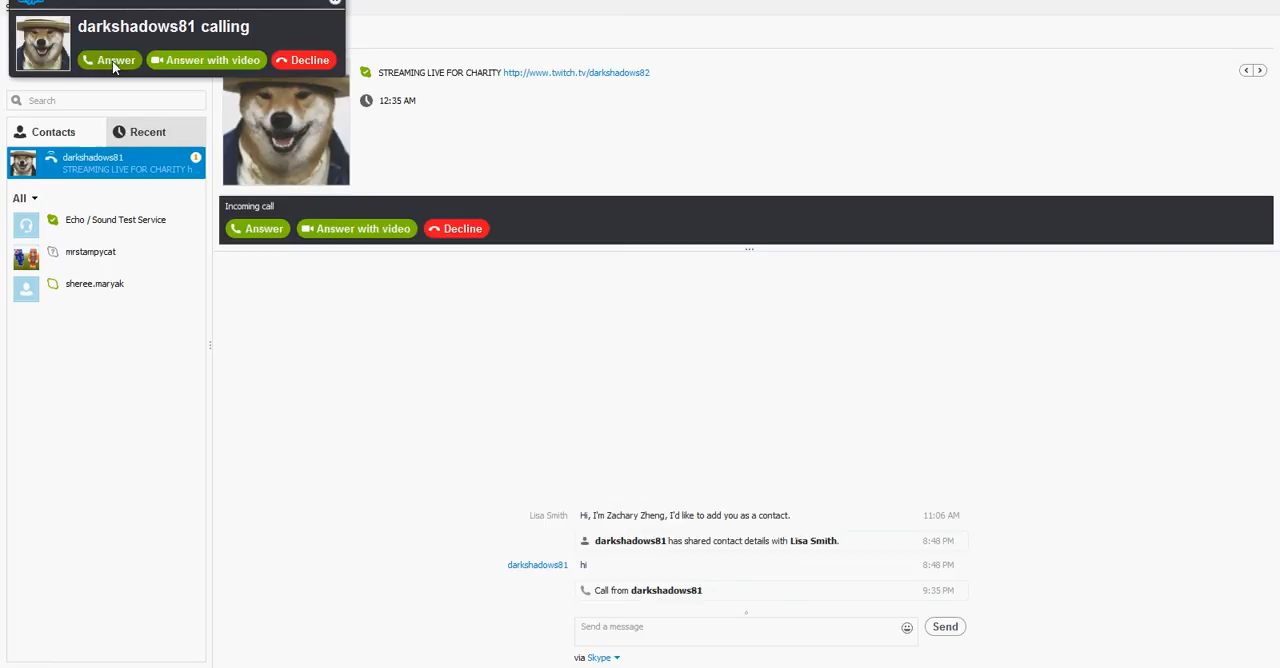 darkshadows81 calling
Answer
Answer with video
Decline
STREAMING LIVE FOR CHARITY http://www.twitch.tv/darkshadows82
12:35 AM
Search
Contacts
Recent
darkshadows81
1
STREAMING LIVE FOR CHARITY h
All
Echo / Sound Test Service
mrstampycat
sheree.maryak
Incoming call
Answer
Answer with video
Decline
Lisa Smith Hi, I'm Zachary Zheng, I'd like to add you as a contact. 11:06 AM
darkshadows81 has shared contact details with Lisa Smith. 8:48 PM
darkshadows81 hi 8:48 PM
Call from darkshadows81 9:35 PM
Send a message
Send
via Skype